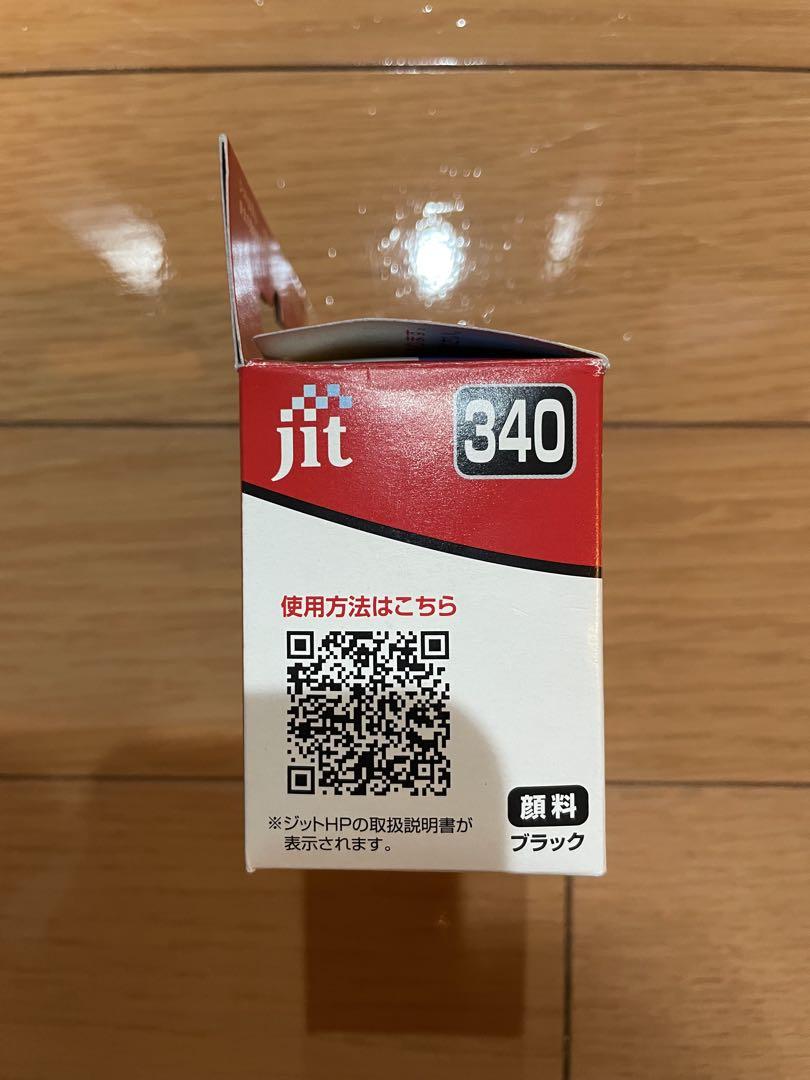 jit
340
使用方法はこちら
※ジットHPの取扱説明書が
表示されます。
顔料
ブラック